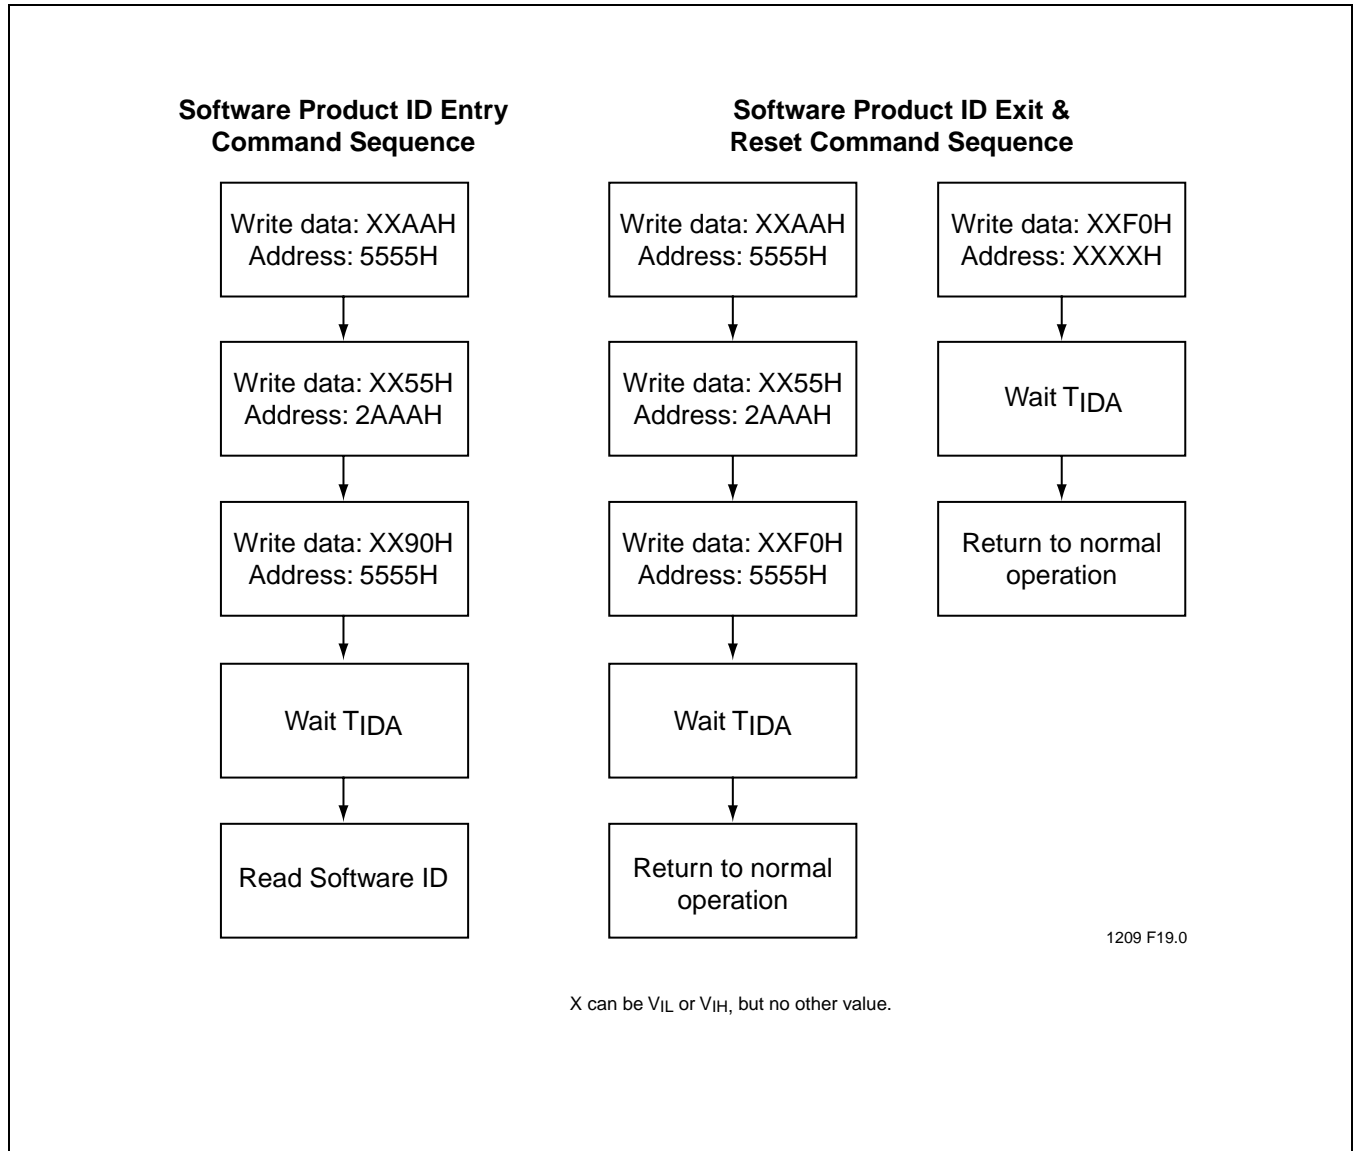 Software Product ID Entry
Command Sequence
Write data: XXAAH
Address: 5555H
Write data: XX55H
Address: 2AAAH
Write data: XX90H
Address: 5555H
Wait TIDA
Read Software ID
Software Product ID Exit &
Reset Command Sequence
Write data: XXAAH
Address: 5555H
Write data: XX55H
Address: 2AAAH
Write data: XXF0H
Address: 5555H
Wait TIDA
Return to normal
operation
Write data: XXF0H
Address: XXXXH
Wait TIDA
Return to normal
operation
1209 F19.0
X can be VIL or VIH, but no other value.